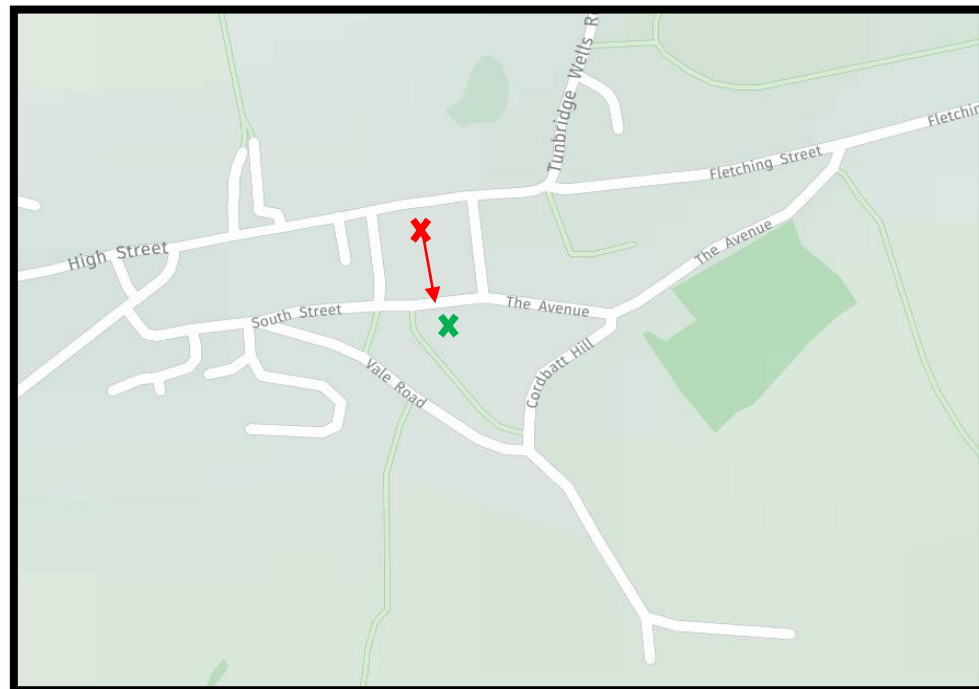 Tunbridge Wells R
Fletchin
Fletching Street
High Street
The Avenue
South Street
The Avenue
Cordbatt Hill
Vale Road